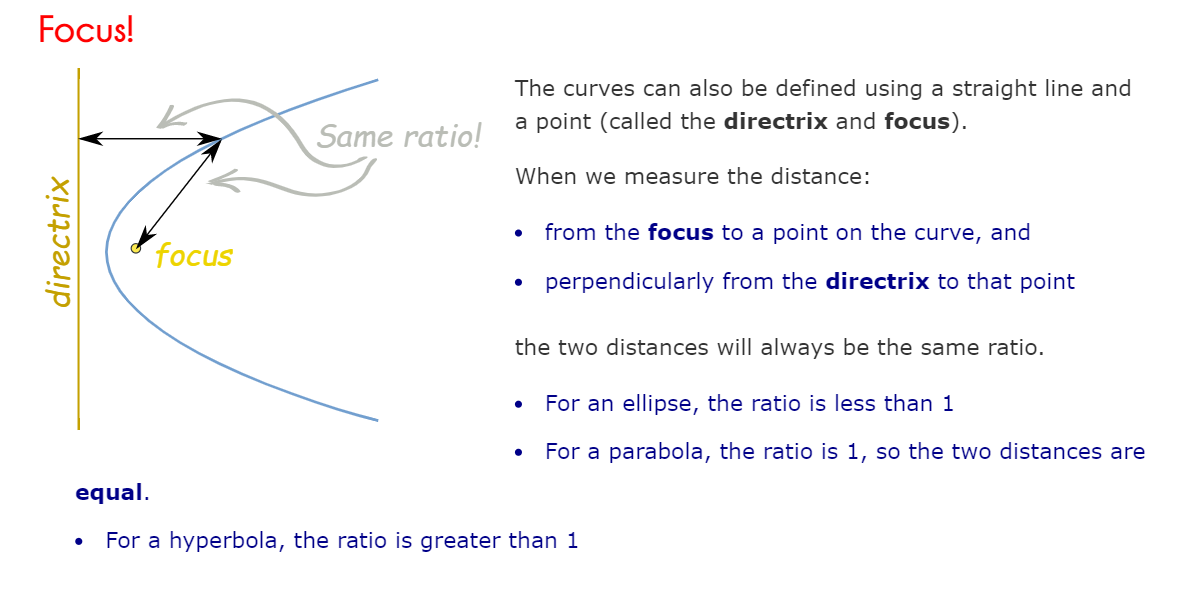 Focus!
directrix
focus
Same ratio!
The curves can also be defined using a straight line and
a point (called the directrix and focus).
When we measure the distance:
• from the focus to a point on the curve, and
• perpendicularly from the directrix to that point
the two distances will always be the same ratio.
• For an ellipse, the ratio is less than 1
• For a parabola, the ratio is 1, so the two distances are
equal.
• For a hyperbola, the ratio is greater than 1